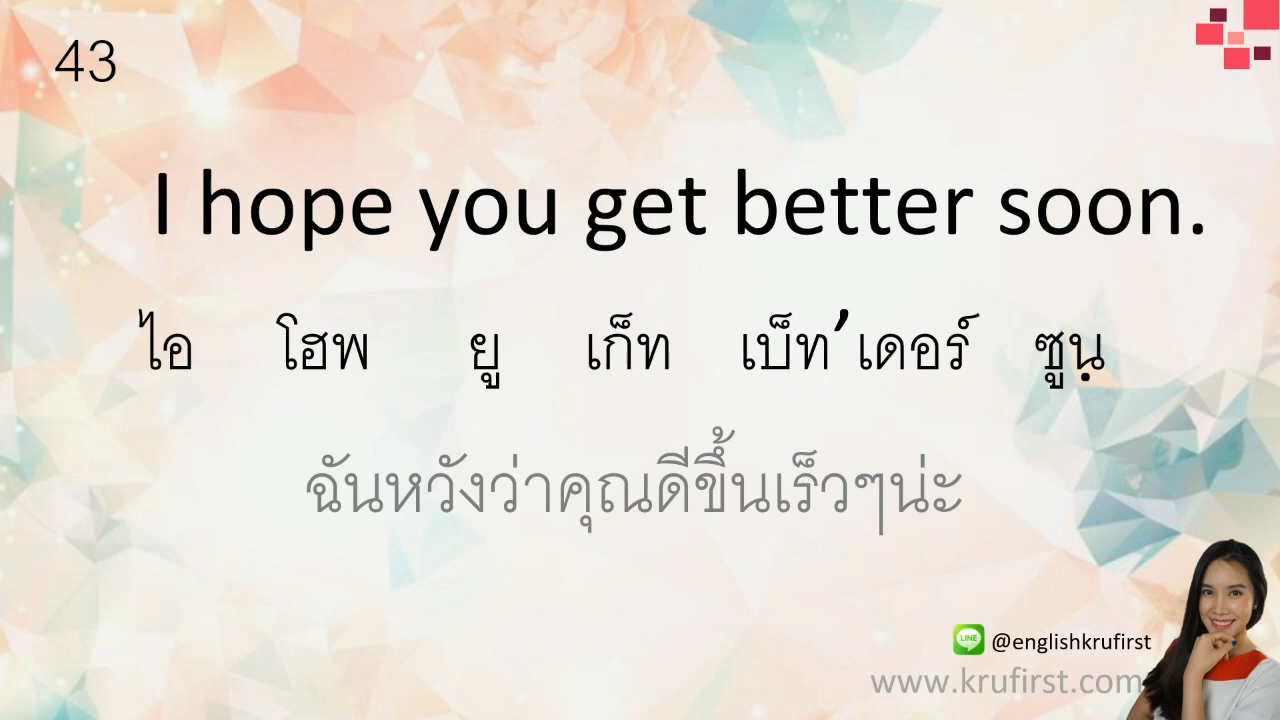 43
I hope you get better soon.
ไอ โฮพ ยู เก็ท เบ็ท’เดอร์ ซูนฺ
ฉันหวังว่าคุณดีขึ้นเร็วๆน่ะ
LINE @englishkrufirst
www.krufirst.com